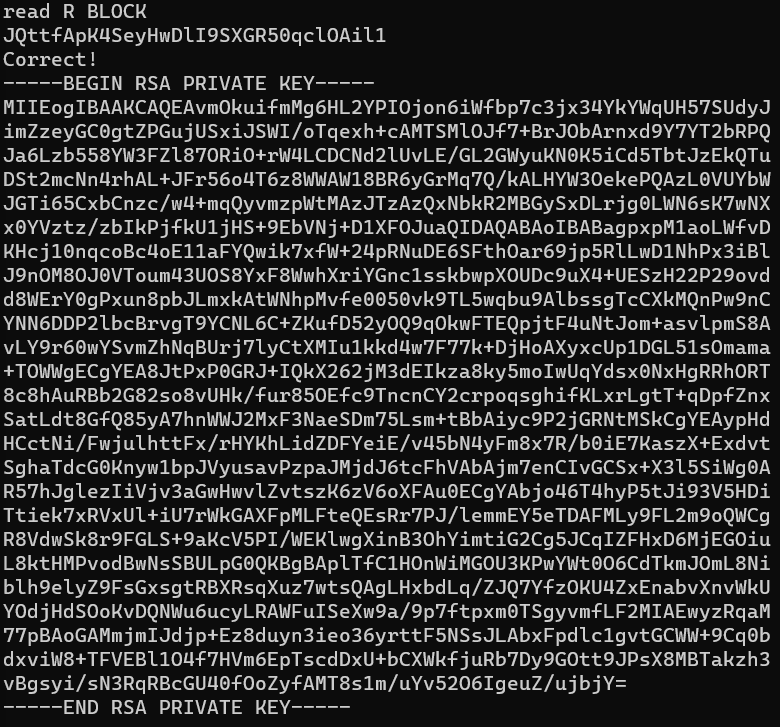 read R BLOCK
JQttfApK4SeyHwDlI9SXGR50qclOAil1
Correct!
-----BEGIN RSA PRIVATE KEY-----
MIIEogIBAAKCAQEAvmOkuifmMg6HL2YPIOjon6iWfbp7c3jx34YkYWqUH57SUdyJ
imZzeyGC0gtZPGujUSxiJSWI/oTqexh+cAMTSMlOJf7+BrJObArnxd9Y7YT2bRPQ
Ja6Lzb558YW3FZl87ORiO+rW4LCDCNd2lUvLE/GL2GWyuKN0K5iCd5TbtJzEkQTu
DSt2mcNn4rhAL+JFr56o4T6z8WWAW18BR6yGrMq7Q/kALHYW3OekePQAzL0VUYbW
JGTi65CxbCnzc/w4+mqQyvmzpWtMAzJTzAzQxNbkR2MBGySxDLrjg0LWN6sK7wNX
x0YVztz/zbIkPjfkU1jHS+9EbVNj+D1XFOJuaQIDAQABAoIBABagpxpM1aoLWfvD
KHcj10nqcoBc4oE11aFYQwik7xfW+24pRNuDE6SFthOar69jp5RlLwD1NhPx3iBl
J9nOM8OJ0VToum43UOS8YxF8WwhXriYGnc1sskbwpXOUDc9uX4+UESzH22P29ovd
d8WErY0gPxun8pbJLmxkAtWNhpMvfe0050vk9TL5wqbu9AlbssgTcCXkMQnPw9nC
YNN6DDP2lbcBrvgT9YCNL6C+ZKufD52yOQ9qOkwFTEQpjtF4uNtJom+asvlpmS8A
vLY9r60wYSvmZhNqBUrj7lyCtXMIu1kkd4w7F77k+DjHoAXyxcUp1DGL51sOmama
+TOWWgECgYEA8JtPxP0GRJ+IQkX262jM3dEIkza8ky5moIwUqYdsx0NxHgRRhORT
8c8hAuRBb2G82so8vUHk/fur85OEfc9TncnCY2crpoqsghifKLxrLgtT+qDpfZnx
SatLdt8GfQ85yA7hnWWJ2MxF3NaeSDm75Lsm+tBbAiyc9P2jGRNtMSkCgYEAypHd
HCctNi/FwjulhttFx/rHYKhLidZDFYeiE/v45bN4yFm8x7R/b0iE7KaszX+Exdvt
SghaTdcG0Knyw1bpJVyusavPzpaJMjdJ6tcFhVAbAjm7enCIvGCSx+X3l5SiWg0A
R57hJglezIiVjv3aGwHwvlZvtszK6zV6oXFAu0ECgYAbjo46T4hyP5tJi93V5HDi
Ttiek7xRVxUl+iU7rWkGAXFpMLFteQEsRr7PJ/lemmEY5eTDAFMLy9FL2m9oQWCg
R8VdwSk8r9FGLS+9aKcV5PI/WEKlwgXinB3OhYimtiG2Cg5JCqIZFHxD6MjEGOiu
L8ktHMPvodBwNsSBULpG0QKBgBAplTfC1HOnWiMGOU3KPwYWt0O6CdTkmJOmL8Ni
blh9elyZ9FsGxsgtRBXRsqXuz7wtsQAgLHxbdLq/ZJQ7YfzOKU4ZxEnabvXnvWkU
YOdjHdSOoKvDQNWu6ucyLRAWFuISeXw9a/9p7ftpxm0TSgyvmfLF2MIAEwyzRqaM
77pBAoGAMmjmIJdjp+Ez8duyn3ieo36yrttF5NSsJLAbxFpdlc1gvtGCWW+9Cq0b
dxviW8+TFVEBl1O4f7HVm6EpTscdDxU+bCXWkfjuRb7Dy9GOtt9JPsX8MBTakzh3
vBgsyi/sN3RqRBcGU40fOoZyfAMT8s1m/uYv52O6IgeuZ/ujbjY=
-----END RSA PRIVATE KEY-----